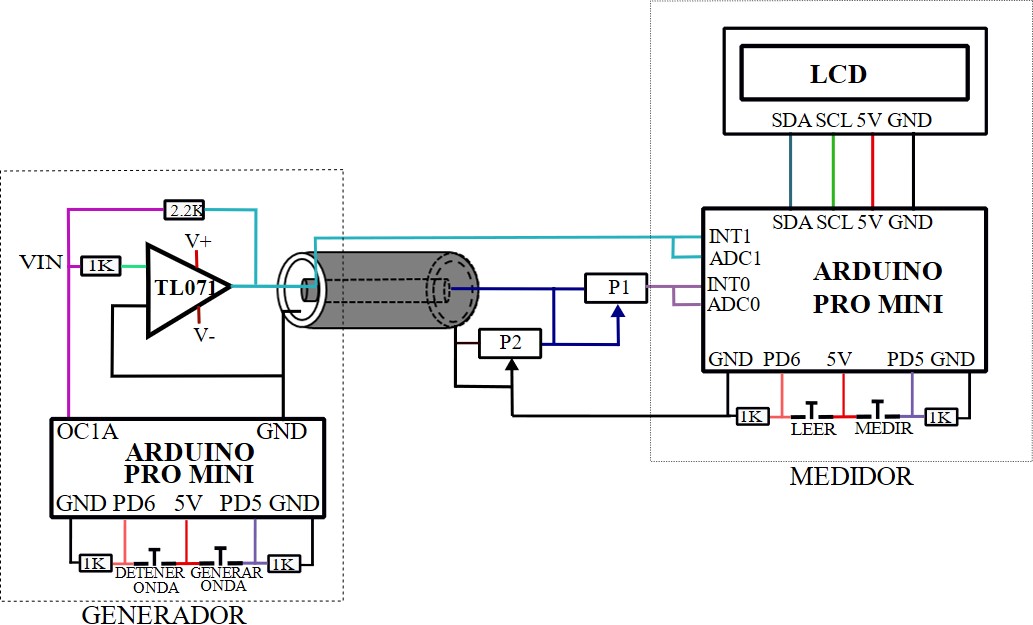 LCD
SDA SCL 5V GND
SDA SCL 5V GND
INT1
ADC1
INT0
ADC0
ARDUINO
PRO MINI
GND PD6 5V PD5 GND
1K
LEER
MEDIR
1K
MEDIDOR
P1
P2
2.2K
VIN
1K
V+
TL071
V-
OC1A
GND
ARDUINO
PRO MINI
GND PD6 5V PD5 GND
1K
DETENER
ONDA
GENERAR
ONDA
1K
GENERADOR